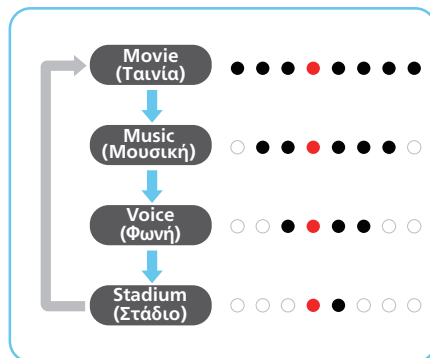 Movie
(Ταινία)
Music
(Μουσική)
Voice
(Φωνή)
Stadium
(Στάδιο)